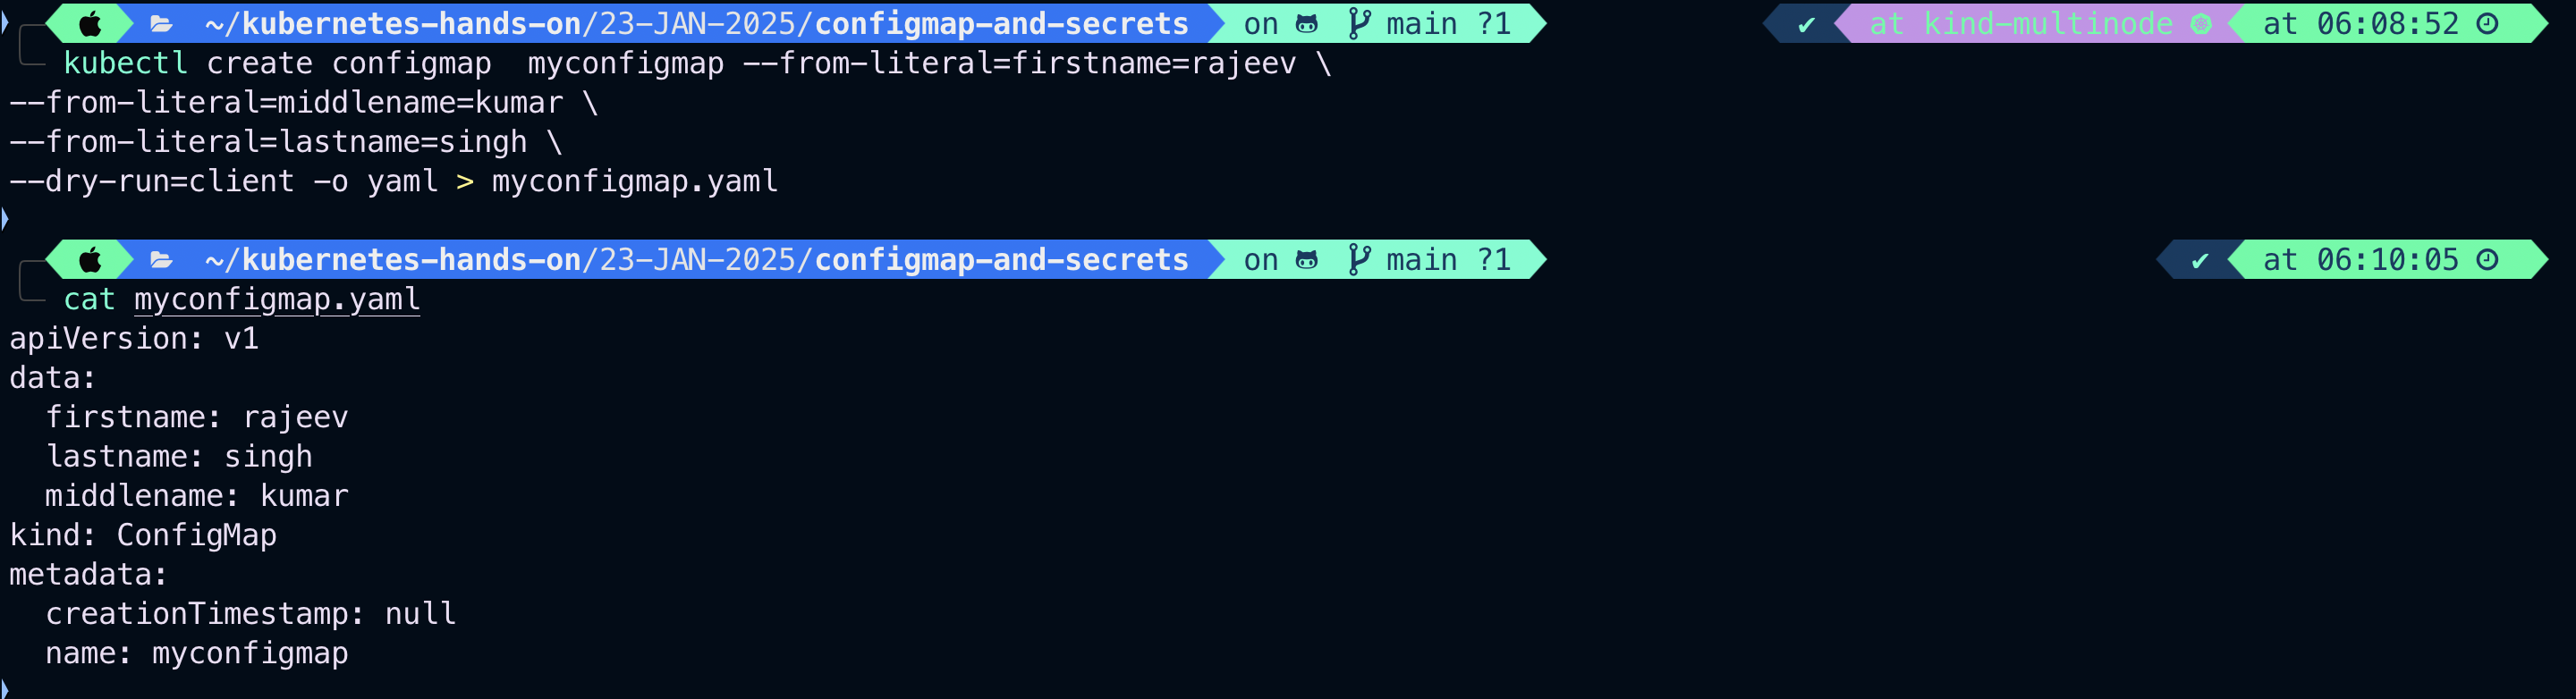 ~/kubernetes-hands-on/23-JAN-2025/configmap-and-secrets on main ?1 ✔ at kind-multinode at 06:08:52
kubectl create configmap  myconfigmap --from-literal=firstname=rajeev \
--from-literal=middlename=kumar \
--from-literal=lastname=singh \
--dry-run=client -o yaml > myconfigmap.yaml
~/kubernetes-hands-on/23-JAN-2025/configmap-and-secrets on main ?1 ✔ at 06:10:05
cat myconfigmap.yaml
apiVersion: v1
data:
  firstname: rajeev
  lastname: singh
  middlename: kumar
kind: ConfigMap
metadata:
  creationTimestamp: null
  name: myconfigmap